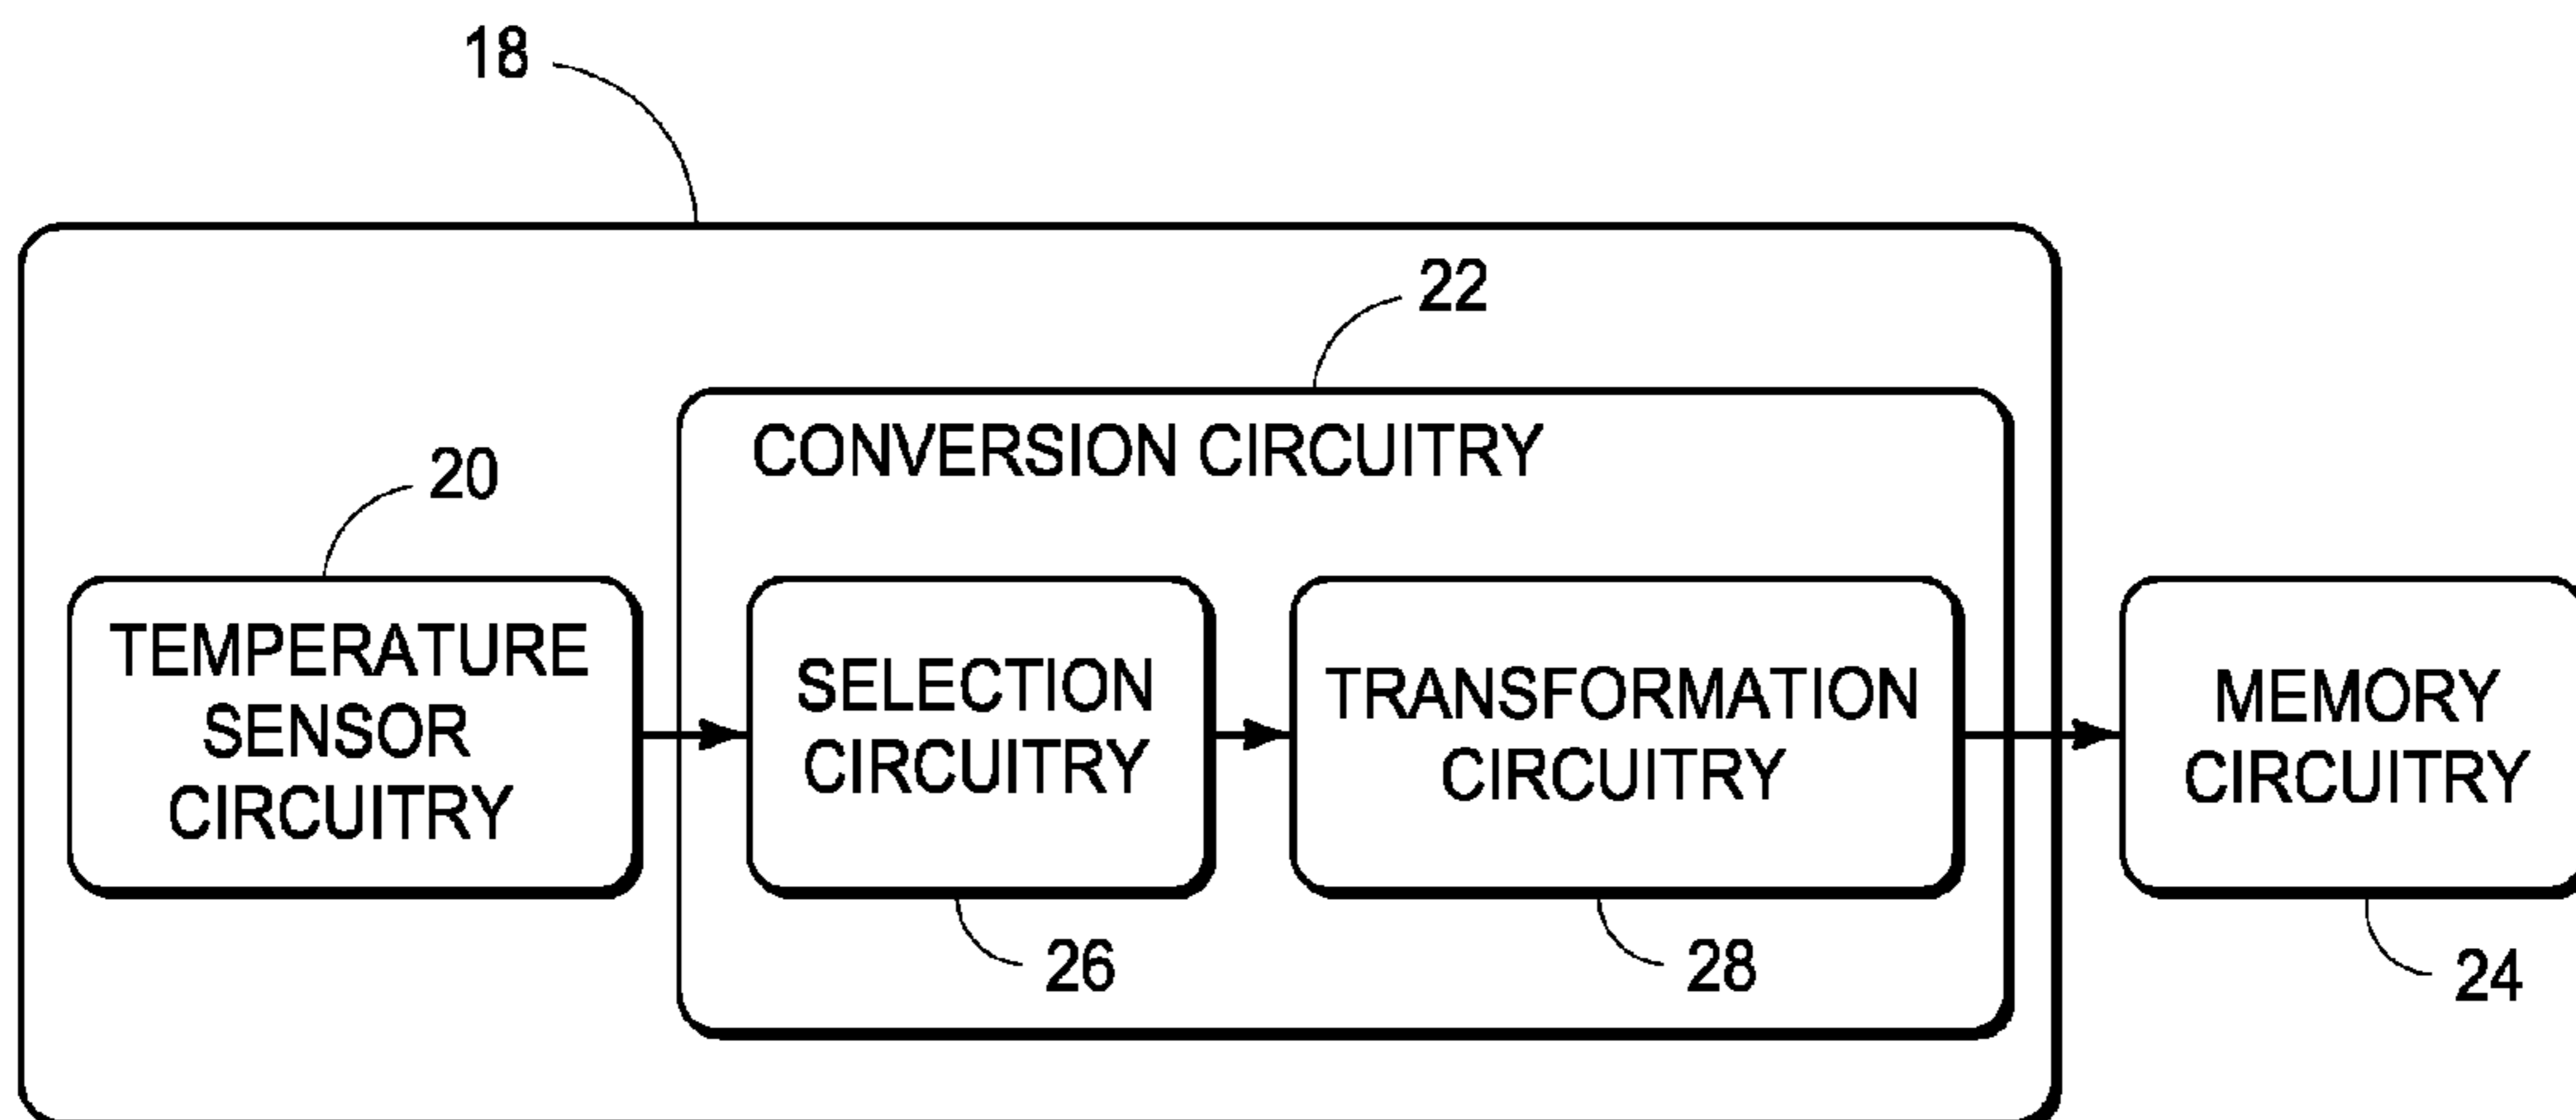 18
22
CONVERSION CIRCUITRY
20
TEMPERATURE
SENSOR
CIRCUITRY
SELECTION
CIRCUITRY
TRANSFORMATION
CIRCUITRY
MEMORY
CIRCUITRY
26
28
24